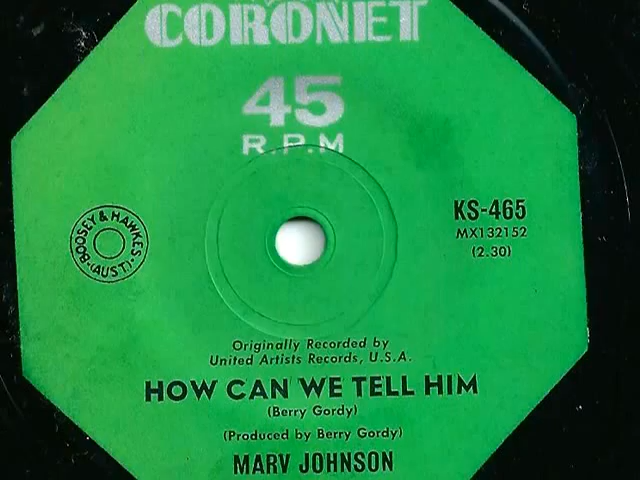 CORONET
45
R.P.M
KS-465
MX132152
(2.30)
BOOSEY & HAWKES
(AUST.)
Originally Recorded by
United Artists Records, U.S.A.
HOW CAN WE TELL HIM
(Berry Gordy)
(Produced by Berry Gordy)
MARV JOHNSON